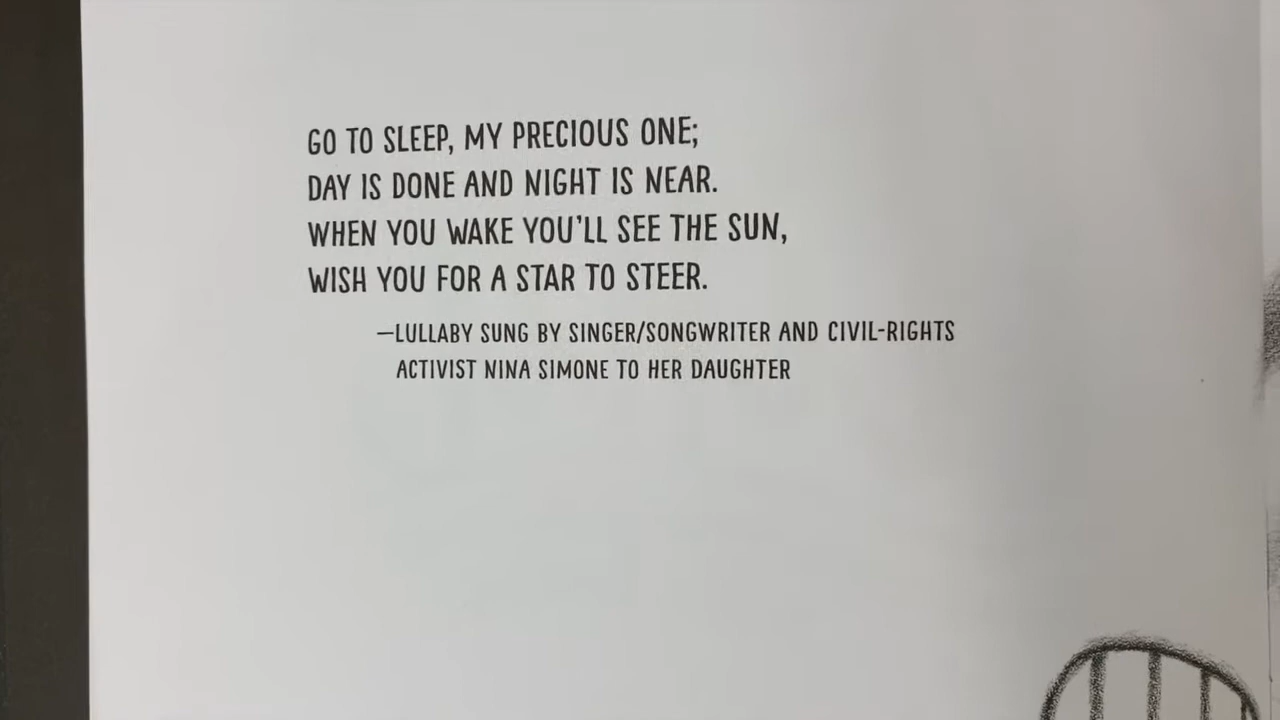 GO TO SLEEP, MY PRECIOUS ONE;
DAY IS DONE AND NIGHT IS NEAR.
WHEN YOU WAKE YOU'LL SEE THE SUN,
WISH YOU FOR A STAR TO STEER.
—LULLABY SUNG BY SINGER/SONGWRITER AND CIVIL-RIGHTS
ACTIVIST NINA SIMONE TO HER DAUGHTER